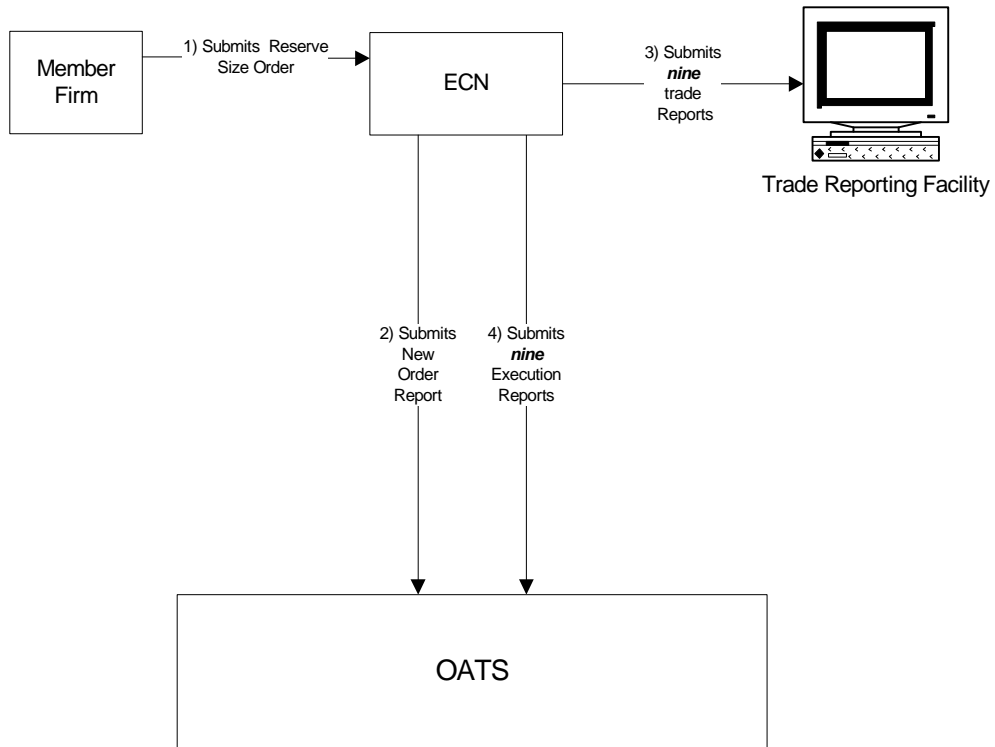 Member
Firm
1) Submits Reserve
Size Order
ECN
3) Submits
nine
trade
Reports
Trade Reporting Facility
2) Submits
New
Order
Report
4) Submits
nine
Execution
Reports
OATS